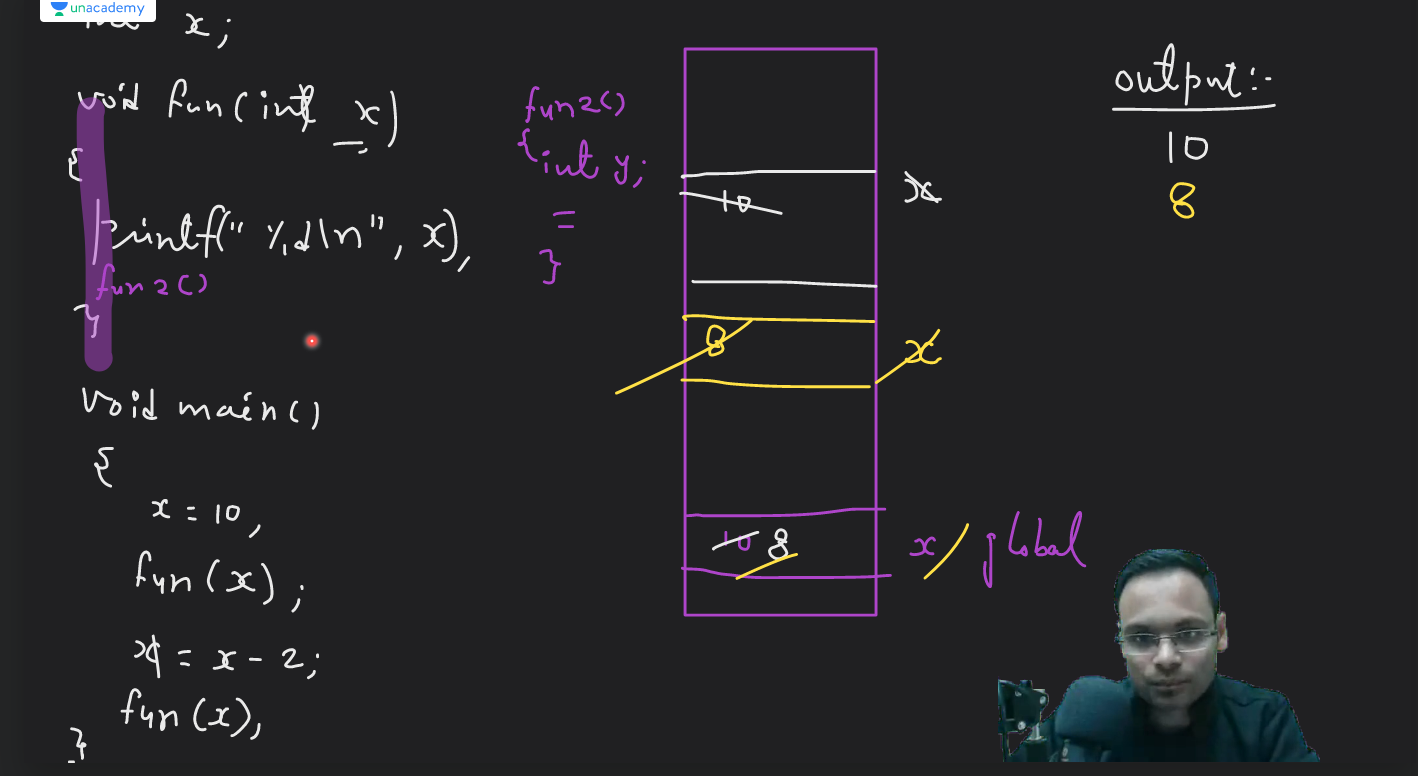 unacademy
int x;
void fun(int x)
{
printf("%d\n", x),
fun2()
}
void main()
{
x = 10,
fun(x);
x = x - 2;
fun(x),
}
fun2()
{int y;
=
}
10
x
8
x
10 8
x global
output:-
10
8